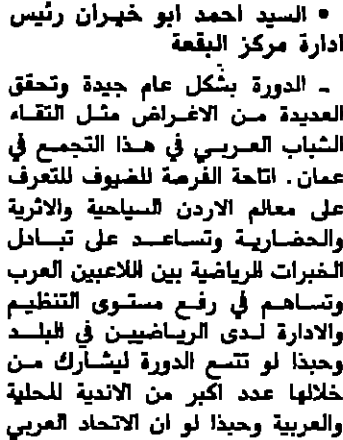 • السيد احمد ابو خيران رئيس
ادارة مركز البقعة
- الدورة بشكل عام جيدة وتحقق
العديدة من الاغراض مثل التقاء
الشباب العربي في هذا التجمع في
عمان. اتاحة الفرصة للضيوف للتعرف
على معالم الاردن السياحية والاثرية
والحضارية وتساعد على تبادل
الخبرات الرياضية بين اللاعبين العرب
وتساهم في رفع مستوى التنظيم
والادارة لدى الرياضيين في البلد
وحبذا لو تتسع الدورة ليشارك من
خلالها عدد اكبر من الاندية المحلية
والعربية وحبذا لو ان الاتحاد العربي